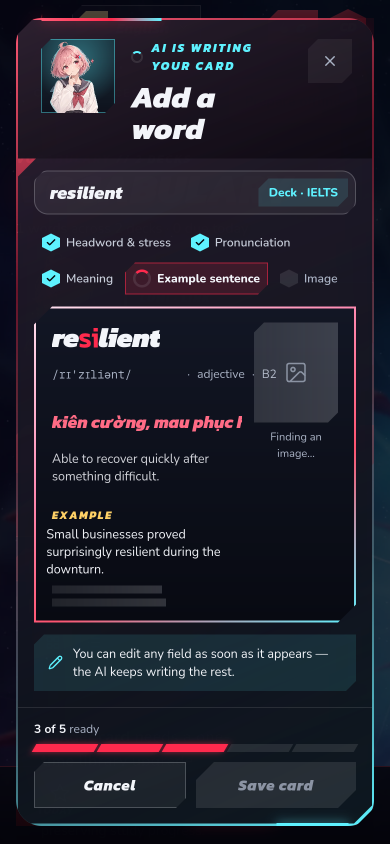 AI IS WRITING
YOUR CARD
Add a
word
resilient
Deck · IELTS
Headword & stress
Pronunciation
Meaning
Example sentence
Image
resilient
/rɪˈzɪliənt/
· adjective · B2
kiên cường, mau phục
Finding an
image...
Able to recover quickly after
something difficult.
EXAMPLE
Small businesses proved
surprisingly resilient during the
downturn.
You can edit any field as soon as it appears —
the AI keeps writing the rest.
3 of 5 ready
Cancel
Save card